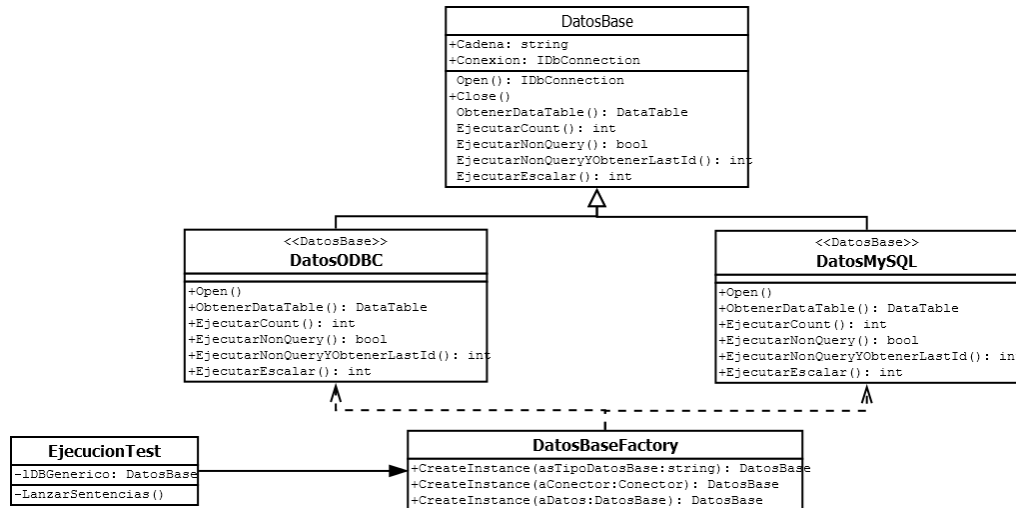 DatosBase
+Cadena: string
+Conexion: IDbConnection
Open(): IDbConnection
+Close()
ObtenerDataTable(): DataTable
EjecutarCount(): int
EjecutarNonQuery(): bool
EjecutarNonQueryYObtenerLastId(): int
EjecutarEscalar(): int
<<DatosBase>>
DatosODBC
+Open()
+ObtenerDataTable(): DataTable
+EjecutarCount(): int
+EjecutarNonQuery(): bool
+EjecutarNonQueryYObtenerLastId(): int
+EjecutarEscalar(): int
<<DatosBase>>
DatosMySQL
+Open()
+ObtenerDataTable(): DataTable
+EjecutarCount(): int
+EjecutarNonQuery(): bool
+EjecutarNonQueryYObtenerLastId(): int
+EjecutarEscalar(): int
EjecucionTest
-lDBGenerico: DatosBase
-LanzarSentencias()
DatosBaseFactory
+CreateInstance(asTipoDatosBase:string): DatosBase
+CreateInstance(aConector:Conector): DatosBase
+CreateInstance(aDatos:DatosBase): DatosBase